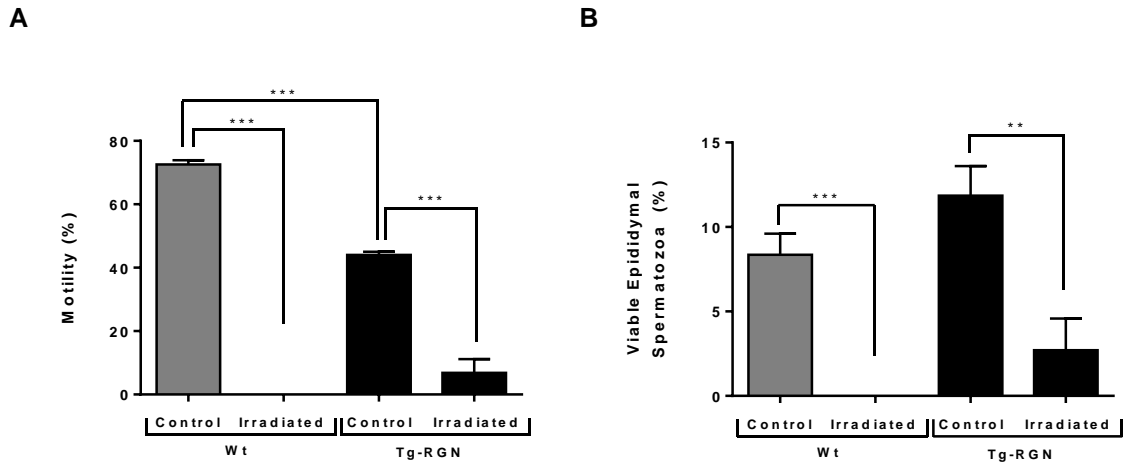 A
***
***
***
80
60
40
20
0
Motility (%)
Control Irradiated Control Irradiated
Wt Tg-RGN
B
**
***
15
10
5
0
Viable Epididymal
Spermatozoa (%)
Control Irradiated Control Irradiated
Wt Tg-RGN